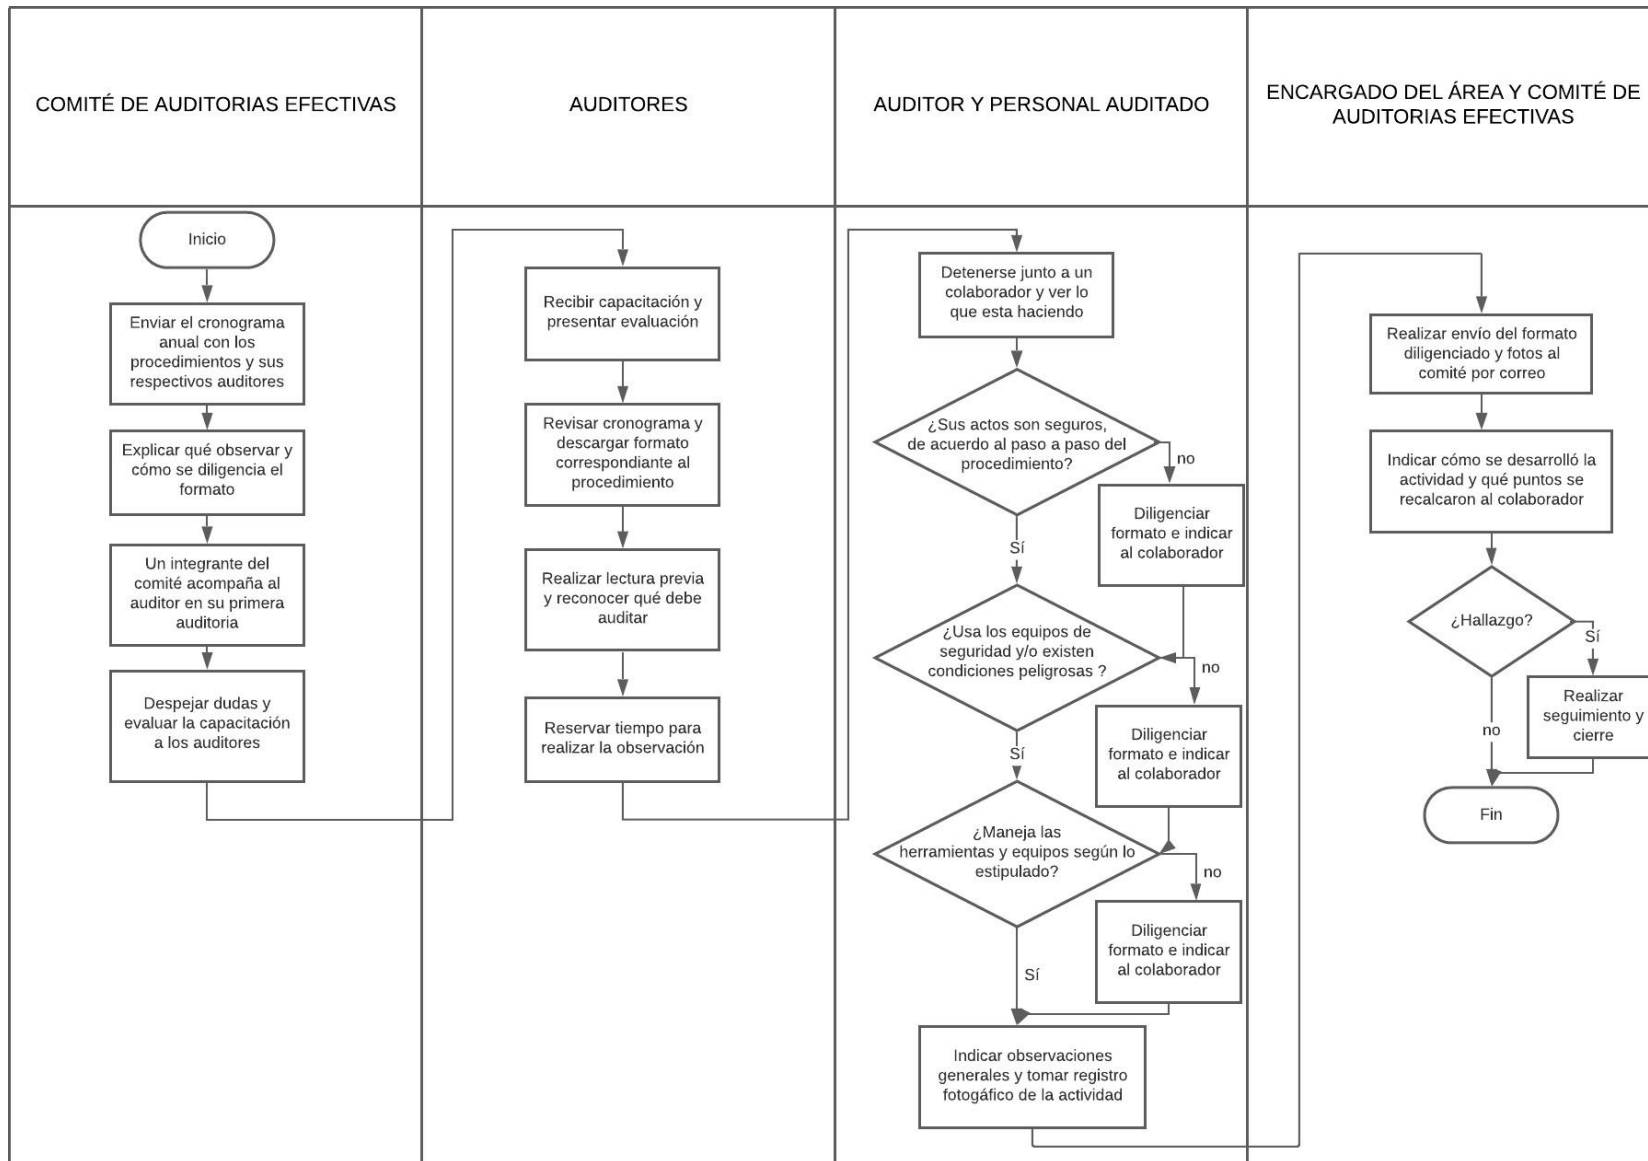 COMITÉ DE AUDITORIAS EFECTIVAS
AUDITORES
AUDITOR Y PERSONAL AUDITADO
ENCARGADO DEL ÁREA Y COMITÉ DE
AUDITORIAS EFECTIVAS
Inicio
Enviar el cronograma
anual con los
procedimientos y sus
respectivos auditores
Explicar qué observar y
cómo se diligencia el
formato
Un integrante del
comité acompaña al
auditor en su primera
auditoria
Despejar dudas y
evaluar la capacitación
a los auditores
Recibir capacitación y
presentar evaluación
Revisar cronograma y
descargar formato
correspondiante al
procedimiento
Realizar lectura previa
y reconocer qué debe
auditar
Reservar tiempo para
realizar la observación
Detenerse junto a un
colaborador y ver lo
que esta haciendo
¿Sus actos son seguros,
de acuerdo al paso a paso del
procedimiento?
no
Diligenciar
formato e indicar
al colaborador
Sí
¿Usa los equipos de
seguridad y/o existen
condiciones peligrosas ?
no
Diligenciar
formato e indicar
al colaborador
Sí
¿Maneja las
herramientas y equipos según lo
estipulado?
no
Diligenciar
formato e indicar
al colaborador
Sí
Indicar observaciones
generales y tomar registro
fotogáfico de la actividad
Realizar envío del formato
diligenciado y fotos al
comité por correo
Indicar cómo se desarrolló la
actividad y qué puntos se
recalcaron al colaborador
¿Hallazgo?
Sí
Realizar
seguimiento y
cierre
no
Fin